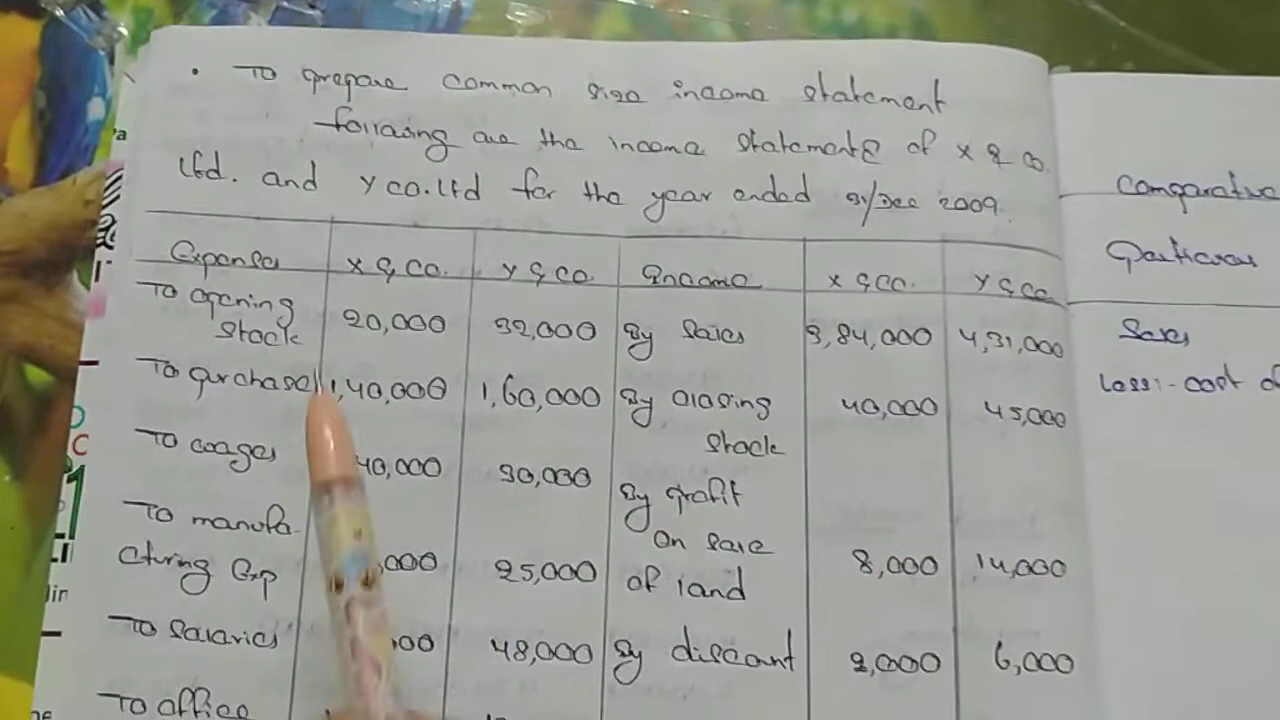 • To prepare common size income statement
following are the income statements of X & Co.
Ltd. and Y co. Ltd for the year ended 31/Dec 2009.
Expenses X & Co. Y & Co. Income X & Co. Y & Co.
To opening stock 20,000 32,000 By Sales 3,84,000 4,31,000
To purchase 1,40,000 1,60,000 By closing stock 40,000 45,000
To wages 40,000 30,000 By profit on sale of land 8,000 14,000
To manufacturing Exp ,000 25,000
To Salaries 00 48,000 By discount 2,000 6,000
To office
Comparative
Particular
Sales
Less:- cost of